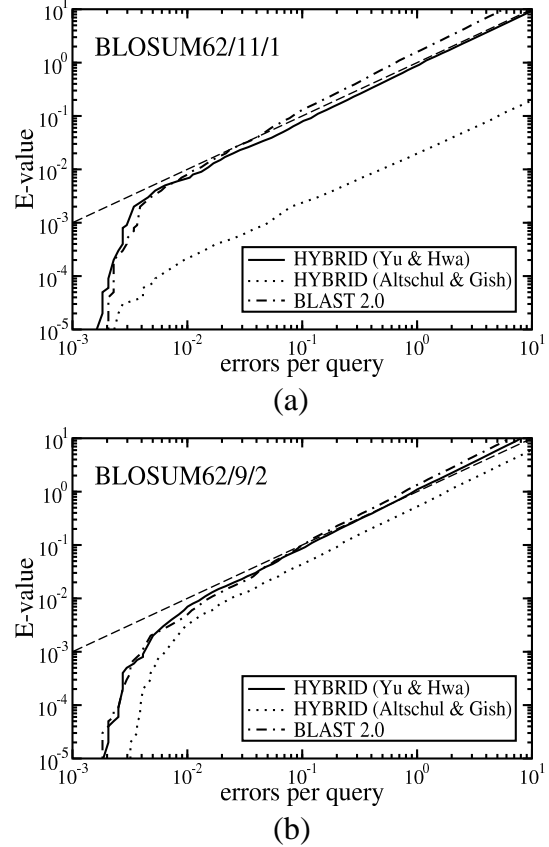 10^1
BLOSUM62/11/1
10^0
10^-1
10^-2
10^-3
10^-4
10^-5
E-value
HYBRID (Yu & Hwa)
HYBRID (Altschul & Gish)
BLAST 2.0
10^-3 10^-2 10^-1 10^0 10^1
errors per query
(a)
10^1
BLOSUM62/9/2
10^0
10^-1
10^-2
10^-3
10^-4
10^-5
E-value
HYBRID (Yu & Hwa)
HYBRID (Altschul & Gish)
BLAST 2.0
10^-3 10^-2 10^-1 10^0 10^1
errors per query
(b)